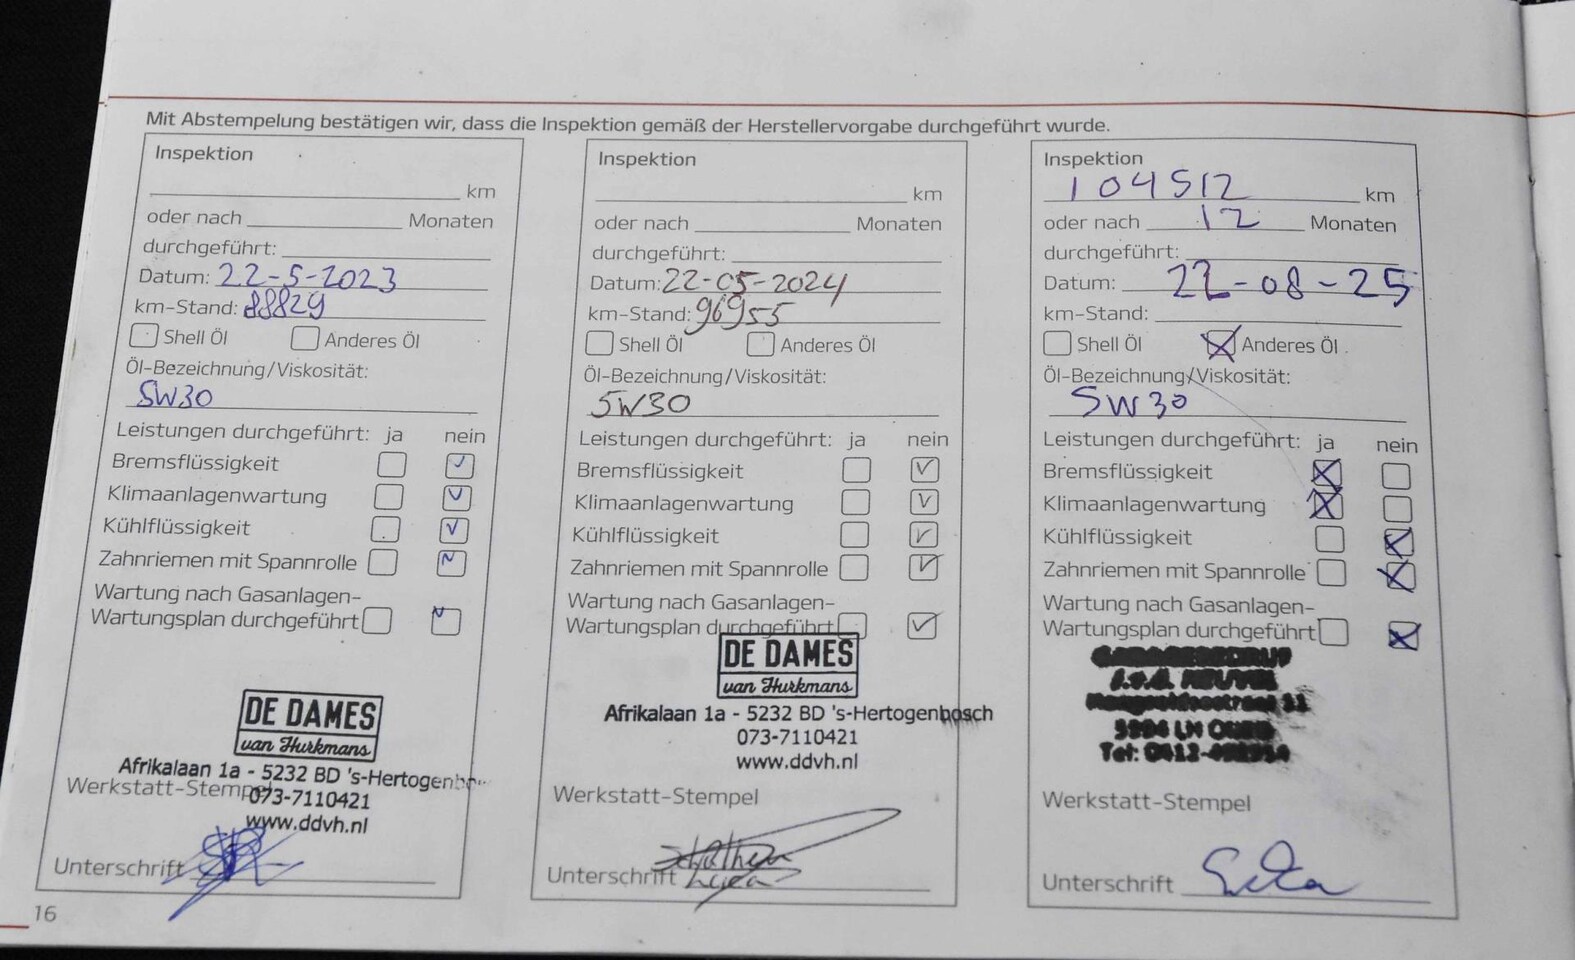 Mit Abstempelung bestätigen wir, dass die Inspektion gemäß der Herstellervorgabe durchgeführt wurde.
Inspektion
km
oder nach Monaten
durchgeführt:
Datum: 22-5-2023
km-Stand: 88829
Shell Öl Anderes Öl
Öl-Bezeichnung/Viskosität:
5W30
Leistungen durchgeführt: ja nein
Bremsflüssigkeit
Klimaanlagenwartung
Kühlflüssigkeit
Zahnriemen mit Spannrolle
Wartung nach Gasanlagen-
Wartungsplan durchgeführt
DE DAMES
van Hurkmans
Afrikalaan 1a - 5232 BD 's-Hertogenbo
Werkstatt-Stempel
073-7110421
www.ddvh.nl
Unterschrift
Inspektion
km
oder nach Monaten
durchgeführt:
Datum: 22-05-2024
km-Stand: 96955
Shell Öl Anderes Öl
Öl-Bezeichnung/Viskosität:
5W30
Leistungen durchgeführt: ja nein
Bremsflüssigkeit
Klimaanlagenwartung
Kühlflüssigkeit
Zahnriemen mit Spannrolle
Wartung nach Gasanlagen-
Wartungsplan durchgeführt
DE DAMES
van Hurkmans
Afrikalaan 1a - 5232 BD 's-Hertogenbosch
073-7110421
www.ddvh.nl
Werkstatt-Stempel
Unterschrift
Inspektion
104512 km
oder nach 12 Monaten
durchgeführt:
Datum: 22-08-25
km-Stand:
Shell Öl Anderes Öl
Öl-Bezeichnung/Viskosität:
5W30
Leistungen durchgeführt: ja nein
Bremsflüssigkeit
Klimaanlagenwartung
Kühlflüssigkeit
Zahnriemen mit Spannrolle
Wartung nach Gasanlagen-
Wartungsplan durchgeführt
GARAGEBEDRIJF
Tel:
Werkstatt-Stempel
Unterschrift
16